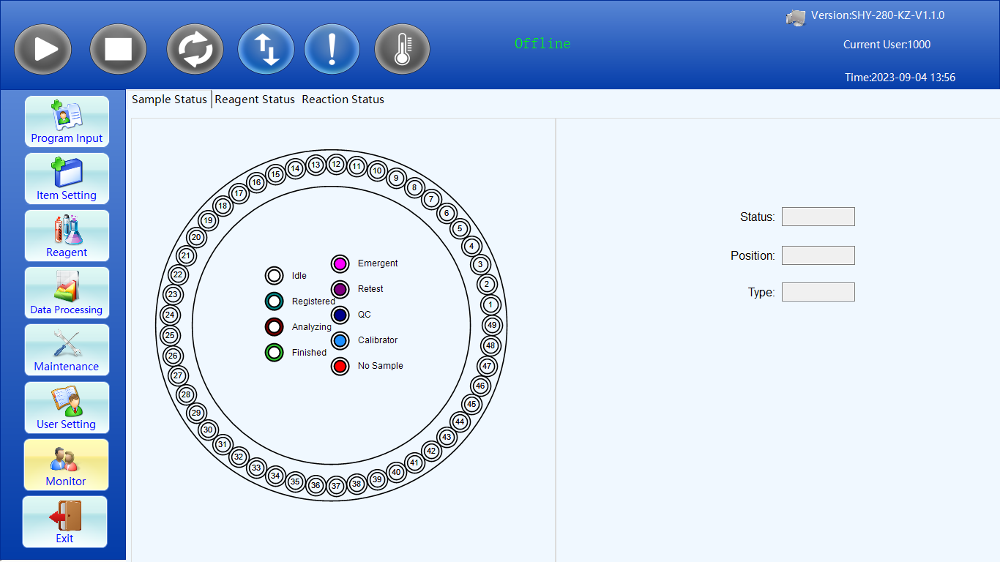 Version:SHY-280-KZ-V1.1.0
Offline
Current User:1000
Time:2023-09-04 13:56
Program Input
Item Setting
Reagent
Data Processing
Maintenance
User Setting
Monitor
Exit
Sample Status
Reagent Status
Reaction Status
1
2
3
4
5
6
7
8
9
10
11
12
13
14
15
16
17
18
19
20
21
22
23
24
25
26
27
28
29
30
31
32
33
34
35
36
37
38
39
40
41
42
43
44
45
46
47
48
49
Idle
Registered
Analyzing
Finished
Emergent
Retest
QC
Calibrator
No Sample
Status:
Position:
Type: